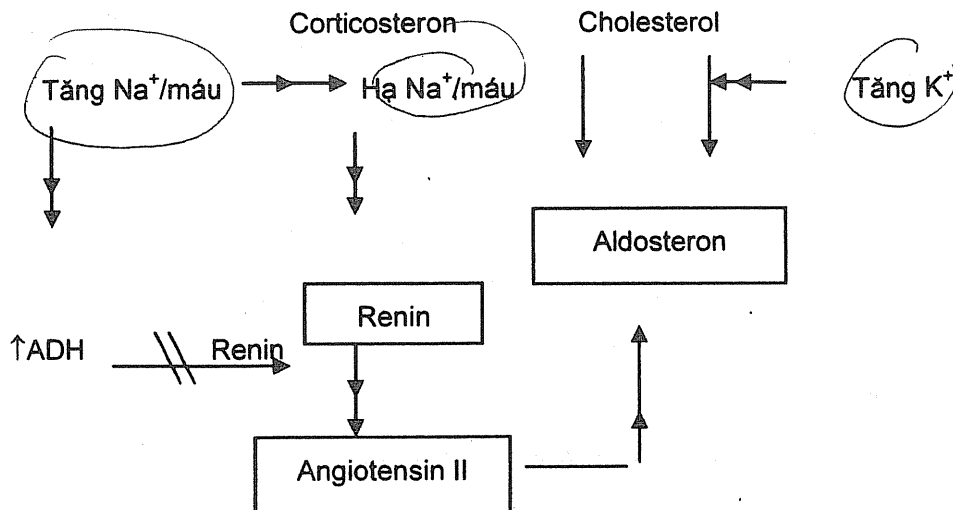 Corticosteron Cholesterol
Tăng Na⁺/máu Hạ Na⁺/máu Tăng K⁺
Aldosteron
Renin
↑ADH Renin
Angiotensin II